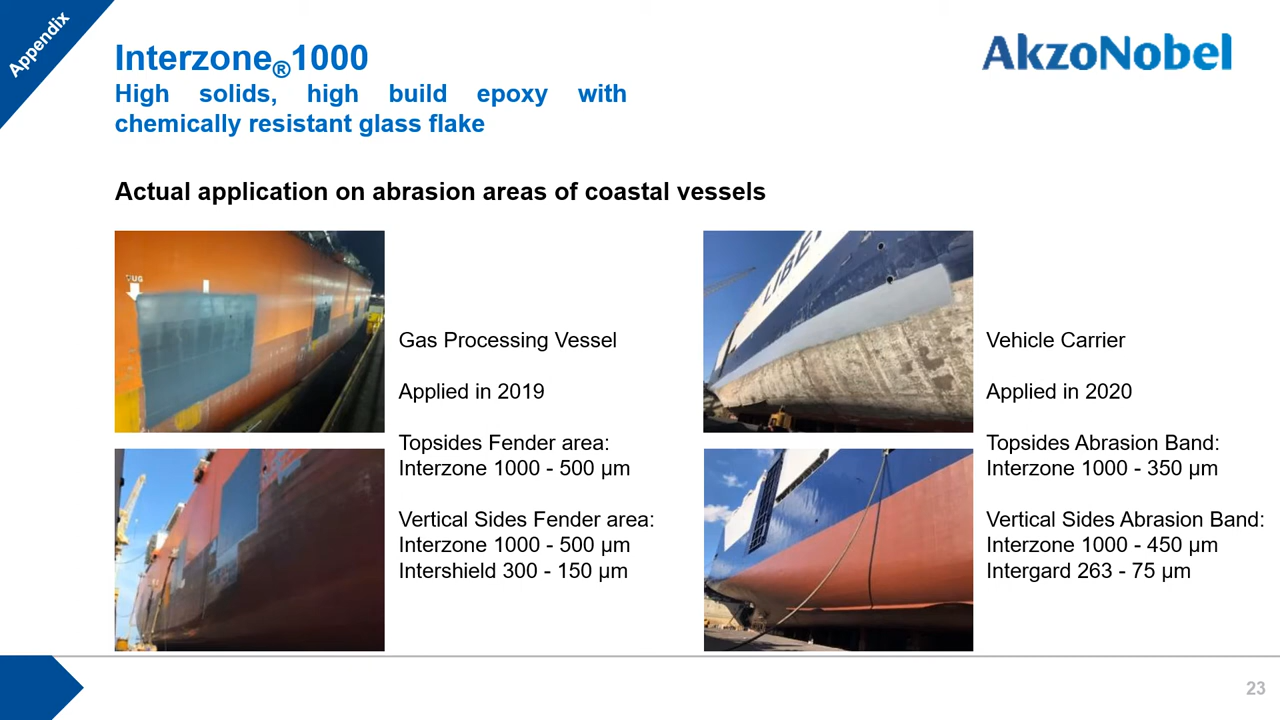 Appendix
Interzone®1000
High solids, high build epoxy with
chemically resistant glass flake
AkzoNobel
Actual application on abrasion areas of coastal vessels
Gas Processing Vessel
Applied in 2019
Topsides Fender area:
Interzone 1000 - 500 µm
Vertical Sides Fender area:
Interzone 1000 - 500 µm
Intershield 300 - 150 µm
Vehicle Carrier
Applied in 2020
Topsides Abrasion Band:
Interzone 1000 - 350 µm
Vertical Sides Abrasion Band:
Interzone 1000 - 450 µm
Intergard 263 - 75 µm
TUG
LIBE
23